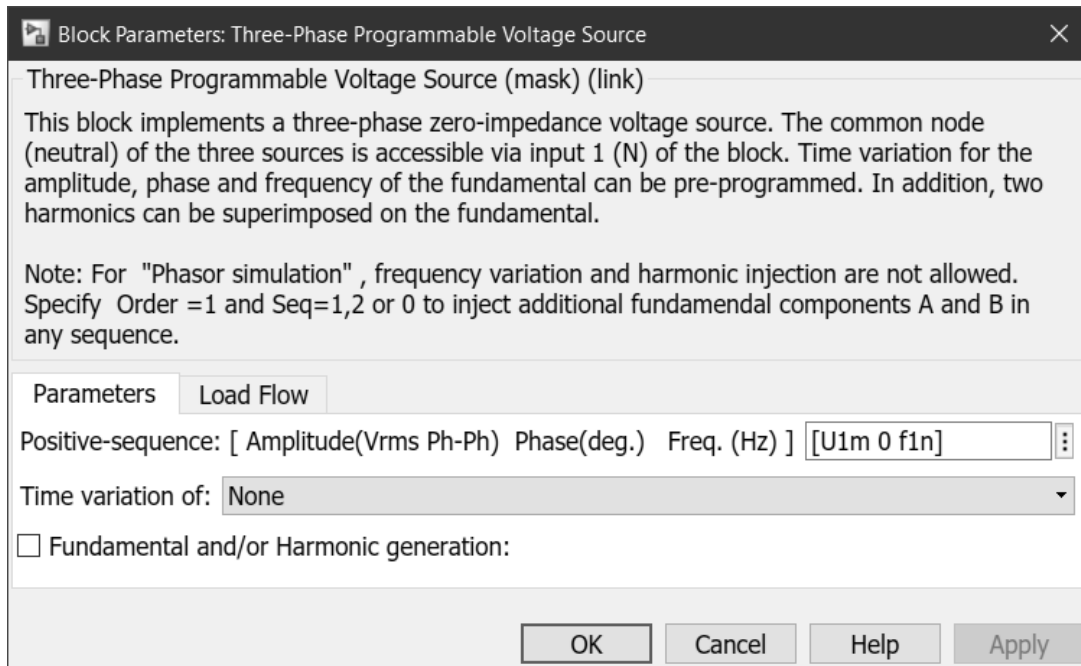 Block Parameters: Three-Phase Programmable Voltage Source
Three-Phase Programmable Voltage Source (mask) (link)
This block implements a three-phase zero-impedance voltage source. The common node
(neutral) of the three sources is accessible via input 1 (N) of the block. Time variation for the
amplitude, phase and frequency of the fundamental can be pre-programmed. In addition, two
harmonics can be superimposed on the fundamental.
Note: For  "Phasor simulation" , frequency variation and harmonic injection are not allowed.
Specify  Order =1 and Seq=1,2 or 0 to inject additional fundamendal components A and B in
any sequence.
Parameters Load Flow
Positive-sequence: [ Amplitude(Vrms Ph-Ph)  Phase(deg.)   Freq. (Hz) ] [U1m 0 f1n]
Time variation of: None
Fundamental and/or Harmonic generation:
OK Cancel Help Apply